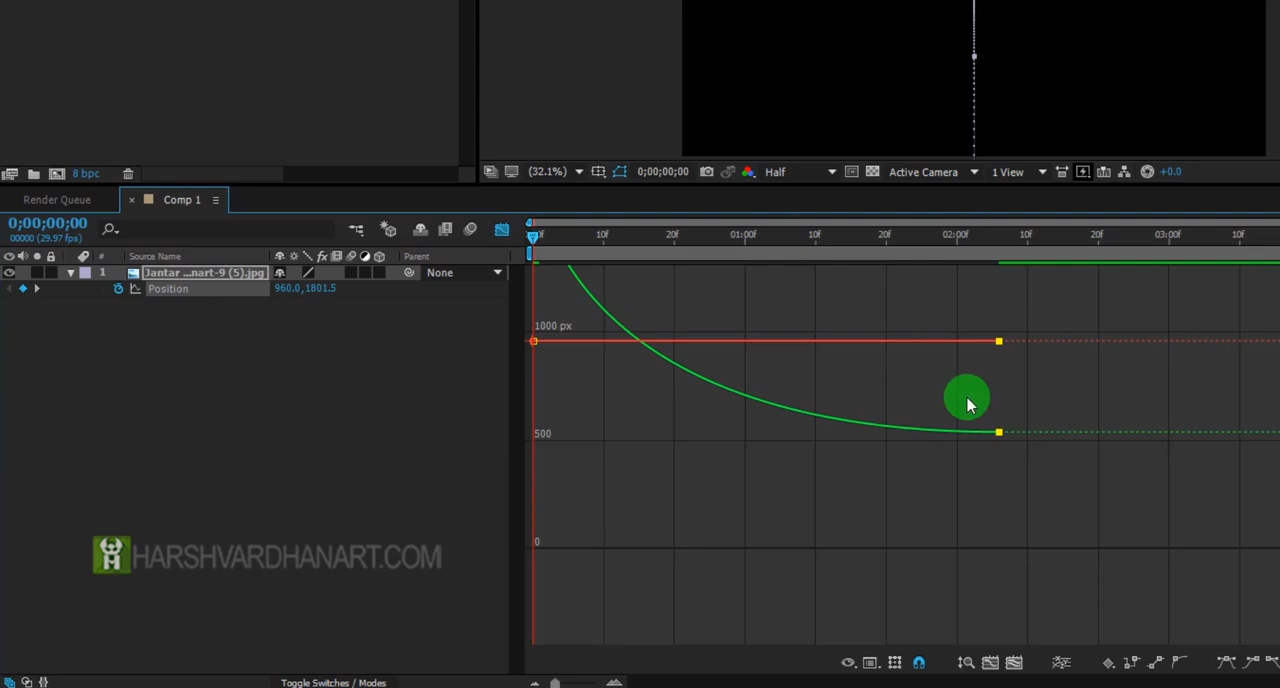 8 bpc
(32.1%)
0;00;00;00
Half
Active Camera
1 View
+0.0
Render Queue
Comp 1
0;00;00;00
00000 (29.97 fps)
10f
20f
01:00f
10f
20f
02:00f
10f
20f
03:00f
10f
#
Source Name
fx
Parent
1
Jantar ...nart-9 (5).jpg
None
Position
960.0,1801.5
1000 px
500
0
HARSHVARDHANART.COM
Toggle Switches / Modes